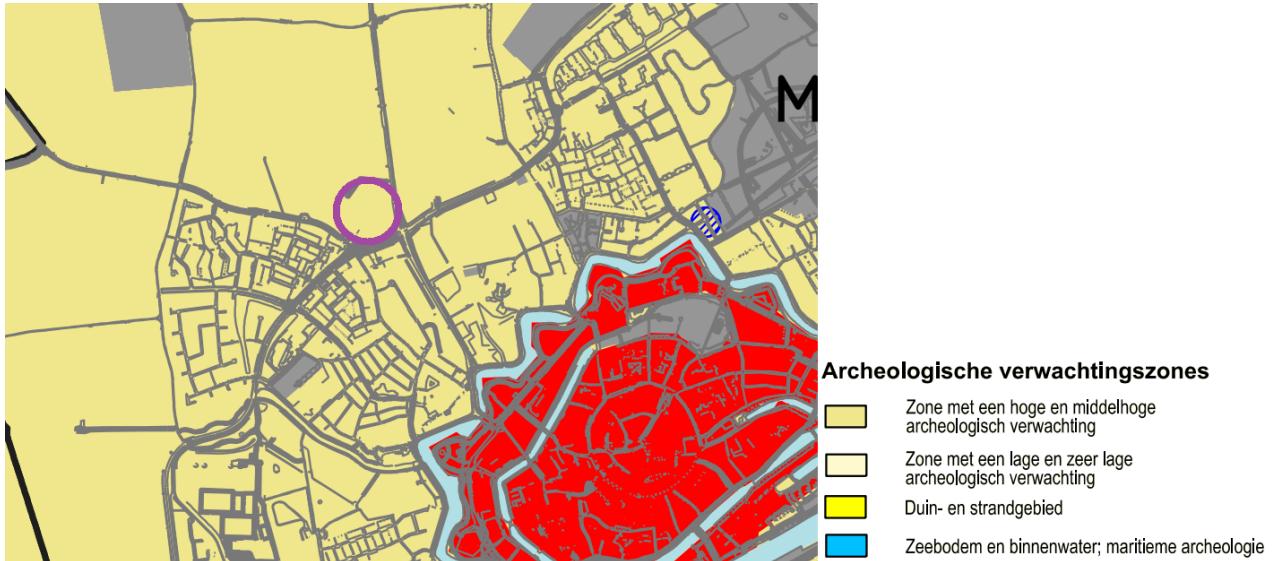 M
Archeologische verwachtingszones
Zone met een hoge en middelhoge
archeologisch verwachting
Zone met een lage en zeer lage
archeologisch verwachting
Duin- en strandgebied
Zeebodem en binnenwater; maritieme archeologie